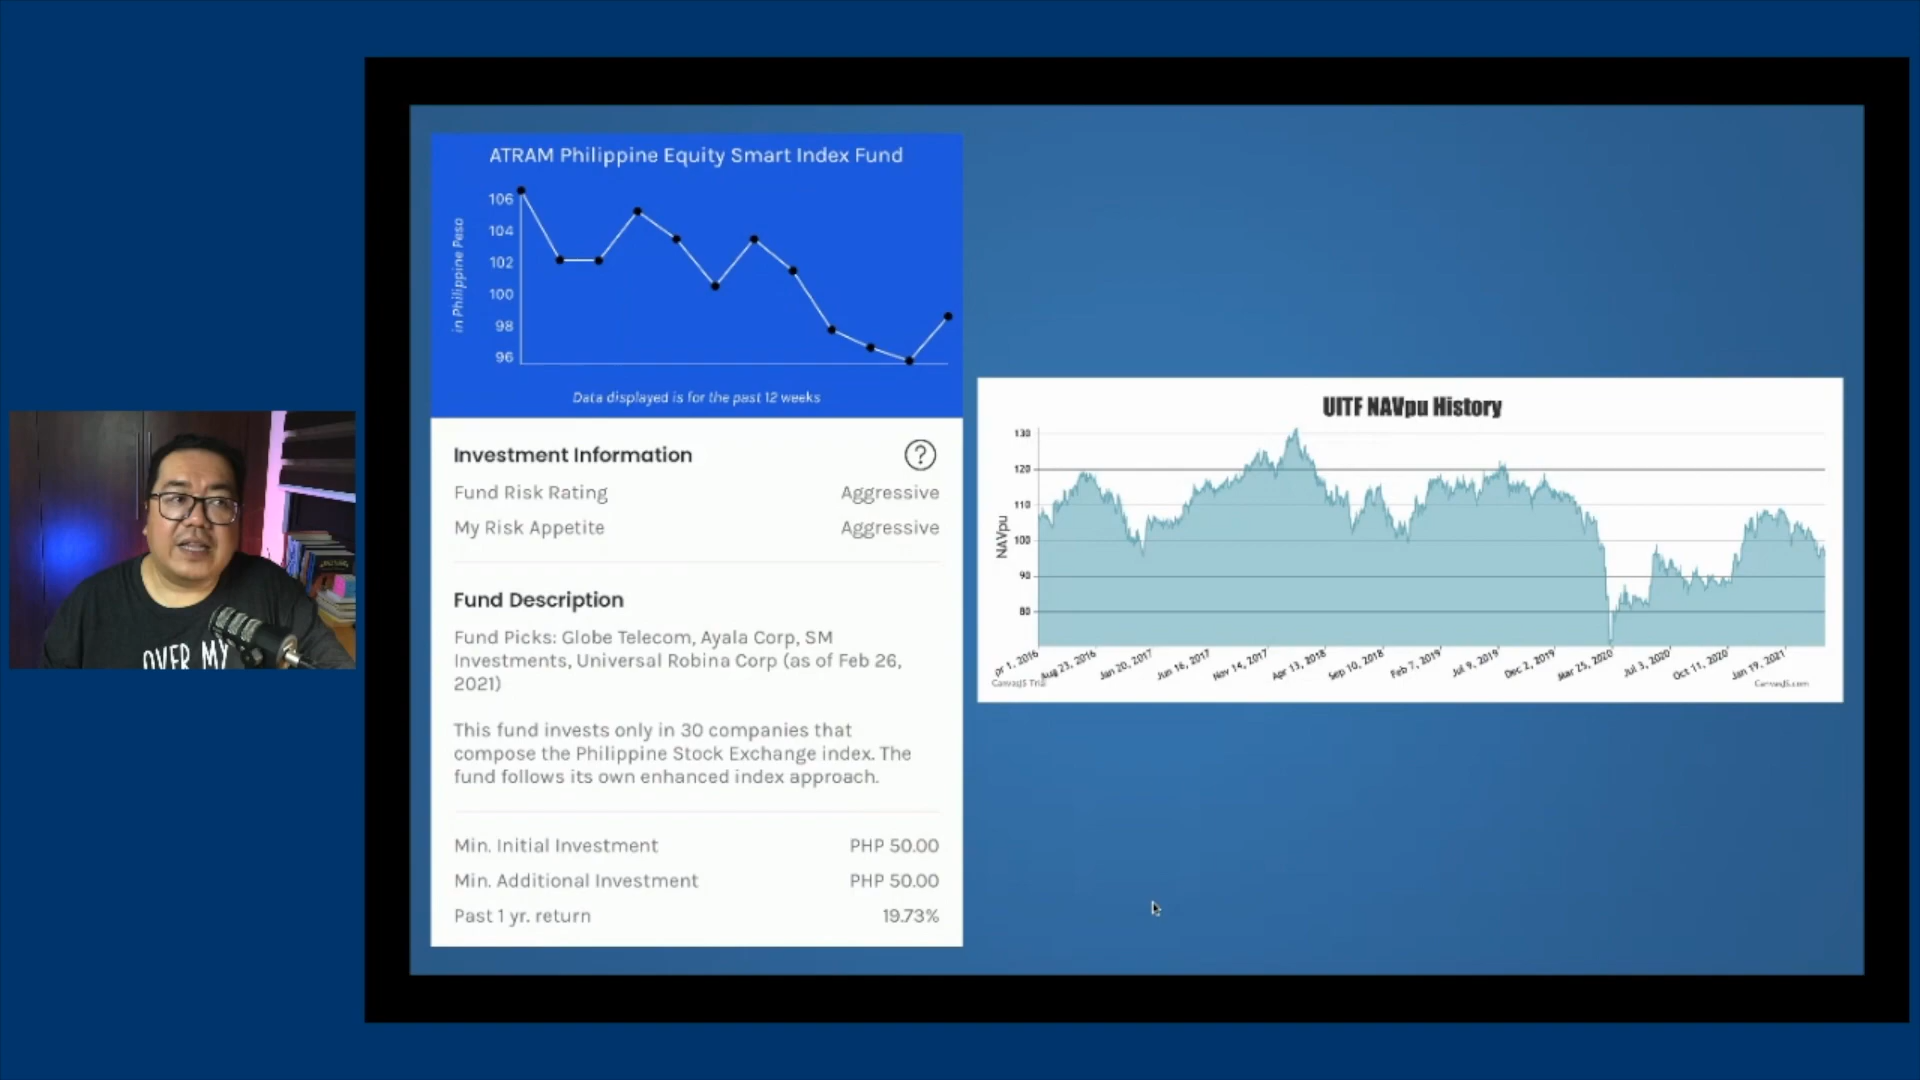 ATRAM Philippine Equity Smart Index Fund
in Philippine Peso
106
104
102
100
98
96
Data displayed is for the past 12 weeks
Investment Information
?
Fund Risk Rating Aggressive
My Risk Appetite Aggressive
Fund Description
Fund Picks: Globe Telecom, Ayala Corp, SM
Investments, Universal Robina Corp (as of Feb 26,
2021)
This fund invests only in 30 companies that
compose the Philippine Stock Exchange index. The
fund follows its own enhanced index approach.
Min. Initial Investment PHP 50.00
Min. Additional Investment PHP 50.00
Past 1 yr. return 19.73%
UITF NAVpu History
NAVpu
130
120
110
100
90
80
pr 1, 2016
Aug 23, 2016
Jan 20, 2017
Jun 16, 2017
Nov 14, 2017
Apr 13, 2018
Sep 10, 2018
Feb 7, 2019
Jul 9, 2019
Dec 2, 2019
Mar 25, 2020
Jul 3, 2020
Oct 11, 2020
Jan 19, 2021
CanvasJS Trial
CanvasJS.com
OVER MY